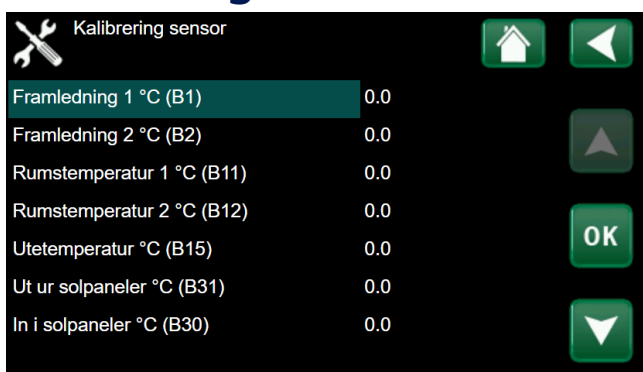 Kalibrering sensor
Framledning 1 °C (B1) 0.0
Framledning 2 °C (B2) 0.0
Rumstemperatur 1 °C (B11) 0.0
Rumstemperatur 2 °C (B12) 0.0
Utetemperatur °C (B15) 0.0
OK
Ut ur solpaneler °C (B31) 0.0
In i solpaneler °C (B30) 0.0